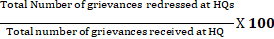 Total Number of grievances redressed at HQs
Total number of grievances received at HQ
X 100